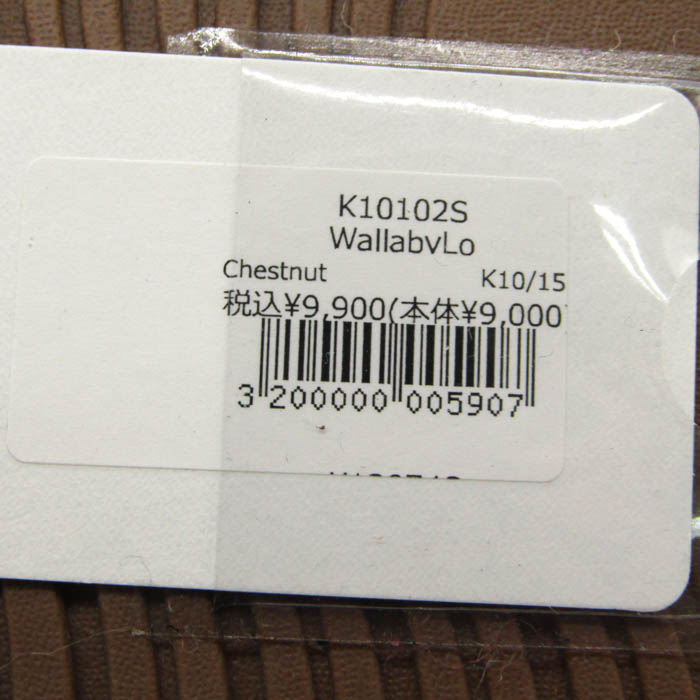 K10102S
WallabvLo
Chestnut K10/15
税込¥9,900(本体¥9,000
3 200000 005907